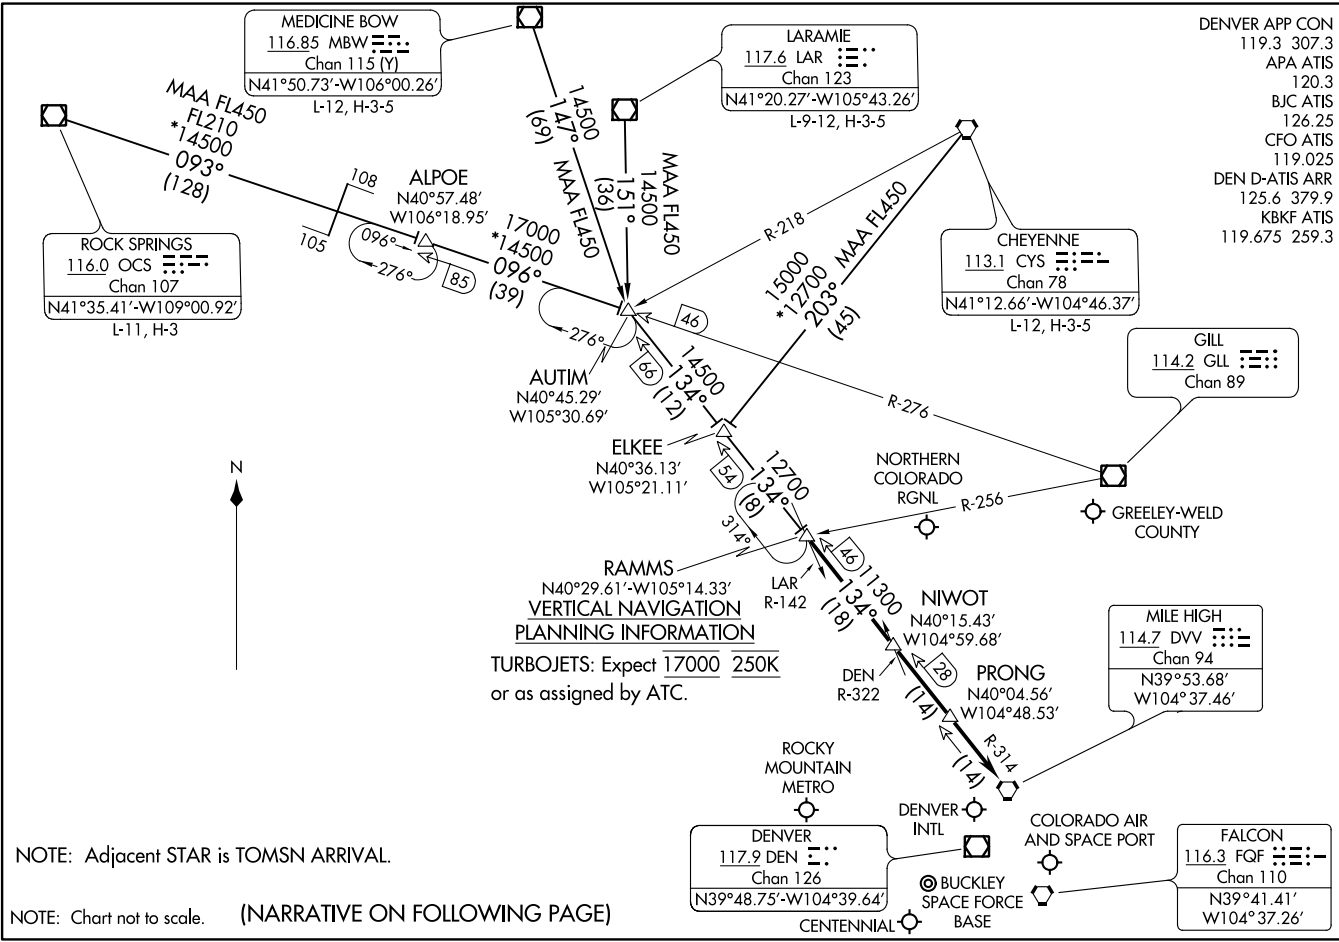 MEDICINE BOW
116.85 MBW
Chan 115 (Y)
N41°50.73'-W106°00.26'
L-12, H-3-5
LARAMIE
117.6 LAR
Chan 123
N41°20.27'-W105°43.26'
L-9-12, H-3-5
DENVER APP CON
119.3 307.3
APA ATIS
120.3
BJC ATIS
126.25
CFO ATIS
119.025
DEN D-ATIS ARR
125.6 379.9
KBKF ATIS
119.675 259.3
MAA FL450
FL210
*14500
093°
(128)
14500
147°
(69)
MAA FL450
MAA FL450
14500
151°
(36)
MAA FL450
15000
*12700
203°
(45)
R-218
108
105
ALPOE
N40°57.48'
W106°18.95'
096°
276°
85
17000
*14500
096°
(39)
ROCK SPRINGS
116.0 OCS
Chan 107
N41°35.41'-W109°00.92'
L-11, H-3
CHEYENNE
113.1 CYS
Chan 78
N41°12.66'-W104°46.37'
L-12, H-3-5
GILL
114.2 GLL
Chan 89
276°
46
66
14500
134°
(12)
AUTIM
N40°45.29'
W105°30.69'
R-276
ELKEE
N40°36.13'
W105°21.11'
54
12700
134°
(8)
314°
NORTHERN
COLORADO
RGNL
R-256
GREELEY-WELD
COUNTY
N
RAMMS
N40°29.61'-W105°14.33'
LAR
R-142
46
11300
134°
(18)
NIWOT
N40°15.43'
W104°59.68'
VERTICAL NAVIGATION
PLANNING INFORMATION
TURBOJETS: Expect 17000 250K
or as assigned by ATC.
DEN
R-322
28
(14)
PRONG
N40°04.56'
W104°48.53'
R-314
(14)
MILE HIGH
114.7 DVV
Chan 94
N39°53.68'
W104°37.46'
ROCKY
MOUNTAIN
METRO
DENVER
INTL
COLORADO AIR
AND SPACE PORT
DENVER
117.9 DEN
Chan 126
N39°48.75'-W104°39.64'
BUCKLEY
SPACE FORCE
BASE
CENTENNIAL
FALCON
116.3 FQF
Chan 110
N39°41.41'
W104°37.26'
NOTE: Adjacent STAR is TOMSN ARRIVAL.
NOTE: Chart not to scale.
(NARRATIVE ON FOLLOWING PAGE)